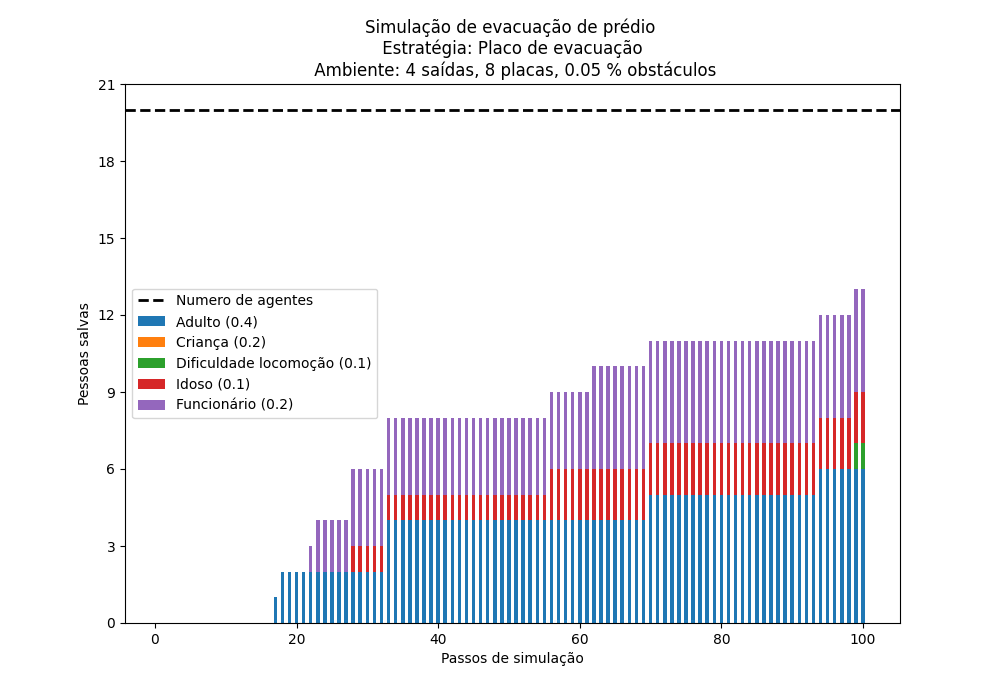 Simulação de evacuação de prédio
Estratégia: Placo de evacuação
Ambiente: 4 saídas, 8 placas, 0.05 % obstáculos
21
18
15
12
9
6
3
0
Pessoas salvas
Numero de agentes
Adulto (0.4)
Criança (0.2)
Dificuldade locomoção (0.1)
Idoso (0.1)
Funcionário (0.2)
0 20 40 60 80 100
Passos de simulação